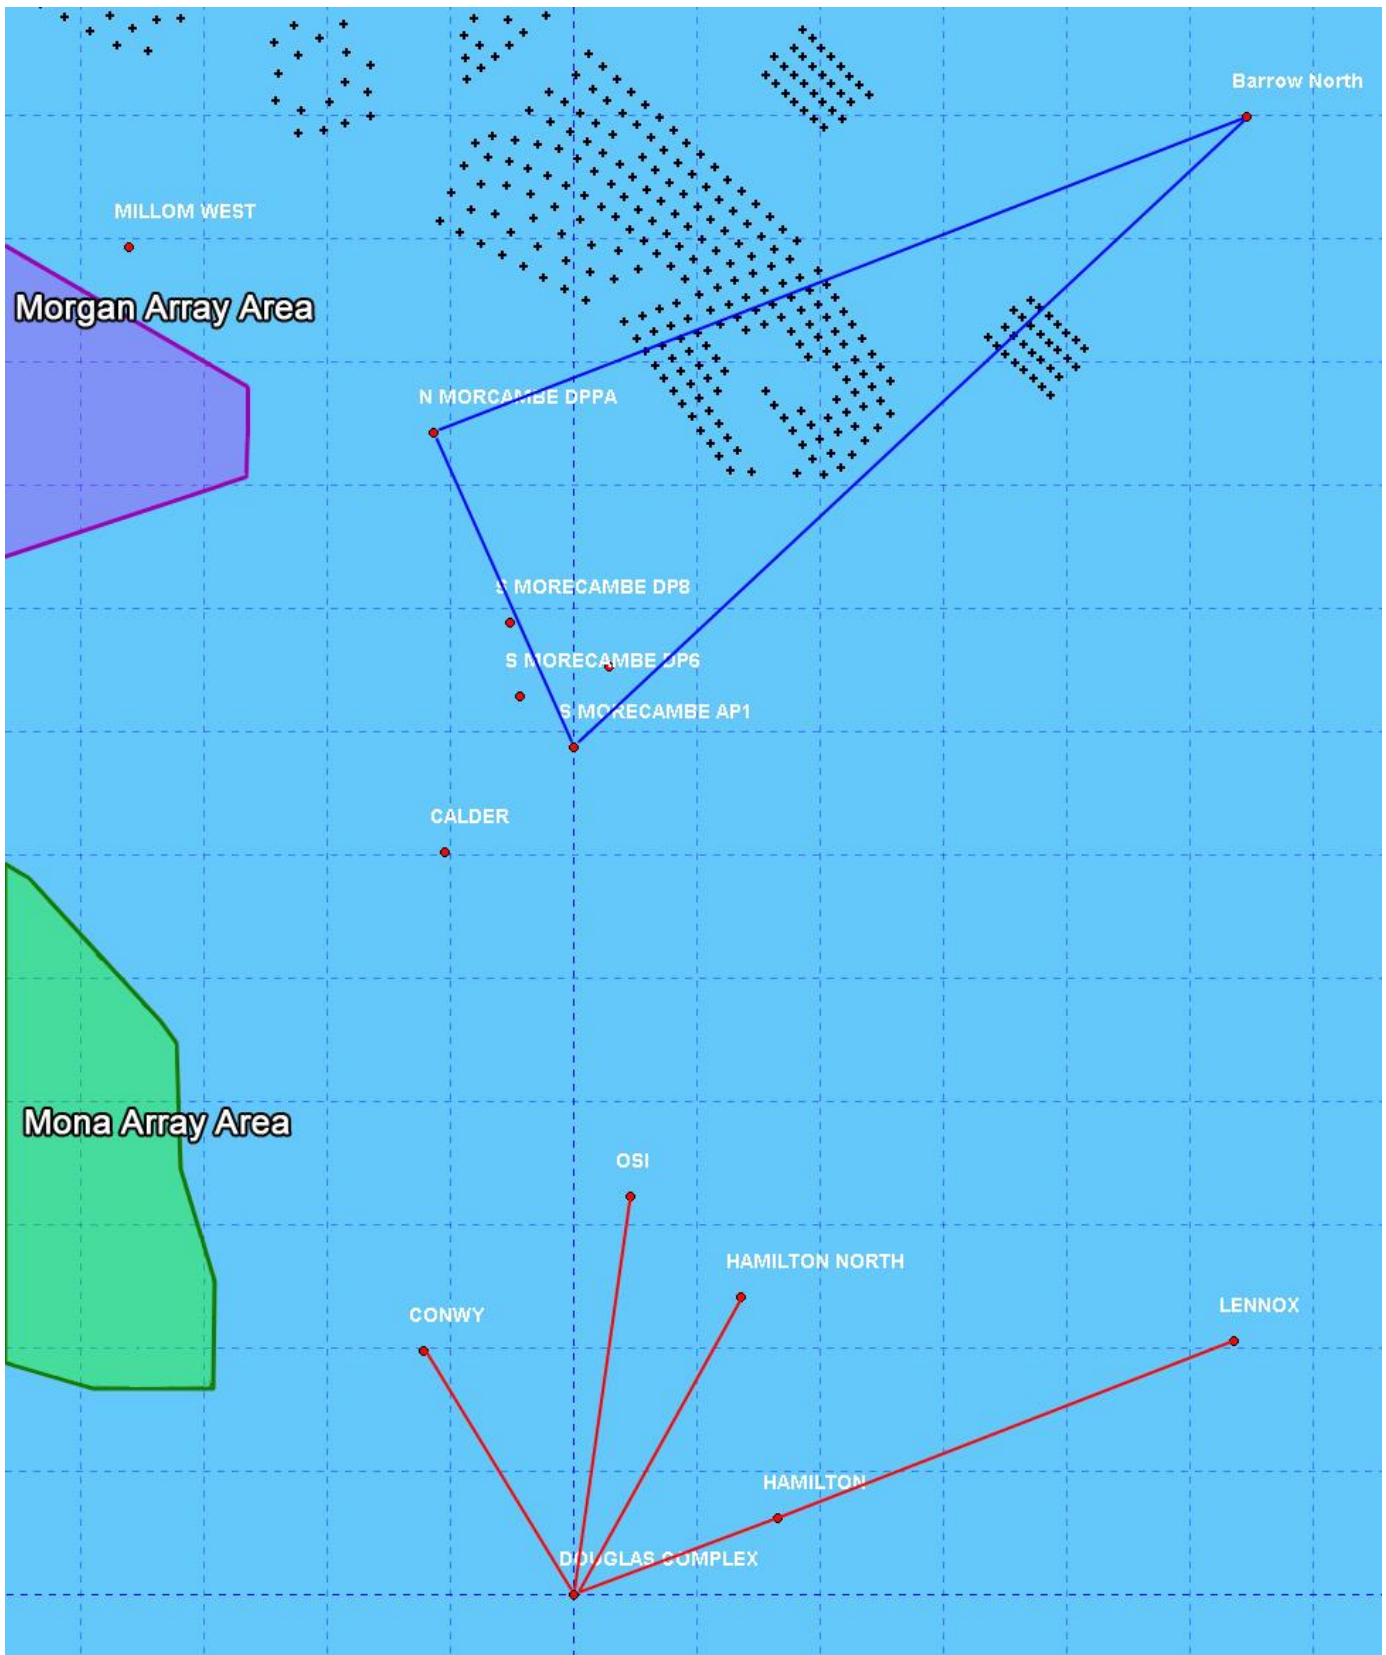 Barrow North
MILLOM WEST
Morgan Array Area
N MORCAMBE DPPA
S MORECAMBE DP8
S MORECAMBE DP6
S MORECAMBE AP1
CALDER
Mona Array Area
OSI
HAMILTON NORTH
LENNOX
CONWY
HAMILTON
DOUGLAS COMPLEX